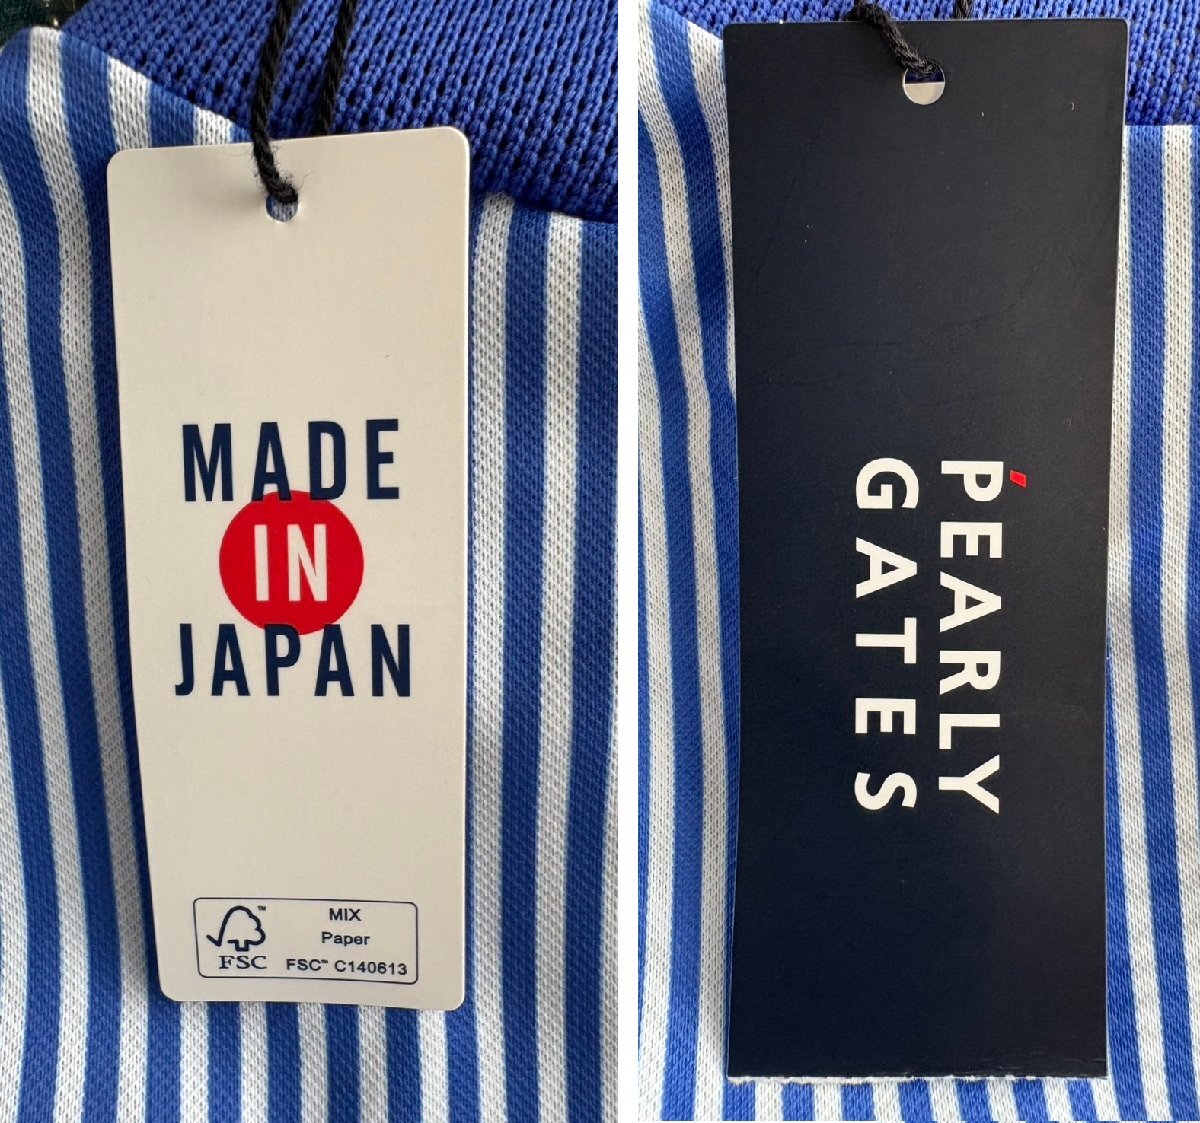 MADE
IN
JAPAN
FSC
MIX
Paper
FSC™ C140613
PEARLY
GATES